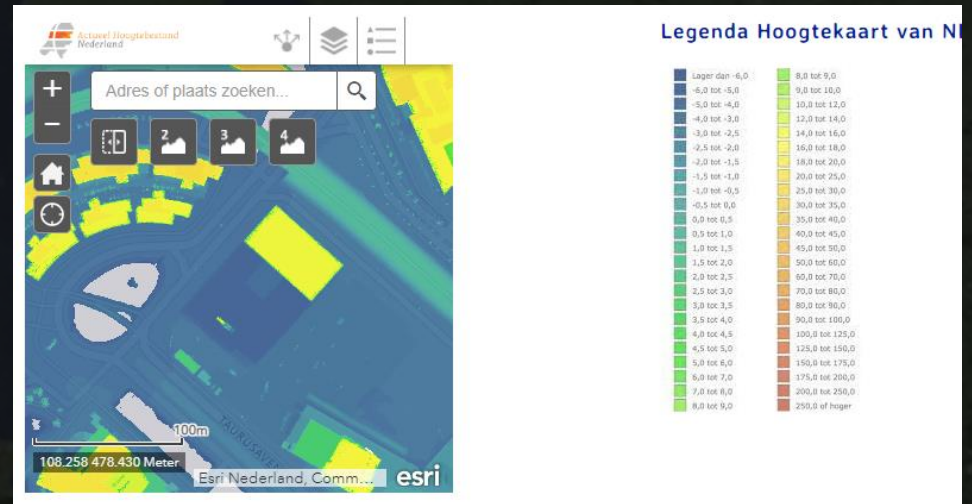 Actueel Hoogtebestand
Nederland
+
−
Adres of plaats zoeken...
2
3
4
TAURUSAVEN
100m
108.258 478.430 Meter
Esri Nederland, Comm...
esri
Legenda Hoogtekaart van Nl
Lager dan -6,0
-6,0 tot -5,0
-5,0 tot -4,0
-4,0 tot -3,0
-3,0 tot -2,5
-2,5 tot -2,0
-2,0 tot -1,5
-1,5 tot -1,0
-1,0 tot -0,5
-0,5 tot 0,0
0,0 tot 0,5
0,5 tot 1,0
1,0 tot 1,5
1,5 tot 2,0
2,0 tot 2,5
2,5 tot 3,0
3,0 tot 3,5
3,5 tot 4,0
4,0 tot 4,5
4,5 tot 5,0
5,0 tot 6,0
6,0 tot 7,0
7,0 tot 8,0
8,0 tot 9,0
8,0 tot 9,0
9,0 tot 10,0
10,0 tot 12,0
12,0 tot 14,0
14,0 tot 16,0
16,0 tot 18,0
18,0 tot 20,0
20,0 tot 25,0
25,0 tot 30,0
30,0 tot 35,0
35,0 tot 40,0
40,0 tot 45,0
45,0 tot 50,0
50,0 tot 60,0
60,0 tot 70,0
70,0 tot 80,0
80,0 tot 90,0
90,0 tot 100,0
100,0 tot 125,0
125,0 tot 150,0
150,0 tot 175,0
175,0 tot 200,0
200,0 tot 250,0
250,0 of hoger